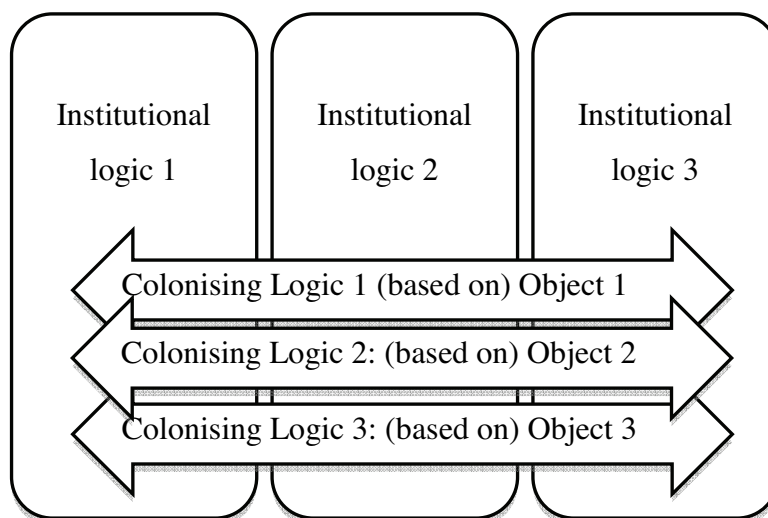 Institutional
logic 1
Institutional
logic 2
Institutional
logic 3
Colonising Logic 1 (based on) Object 1
Colonising Logic 2: (based on) Object 2
Colonising Logic 3: (based on) Object 3